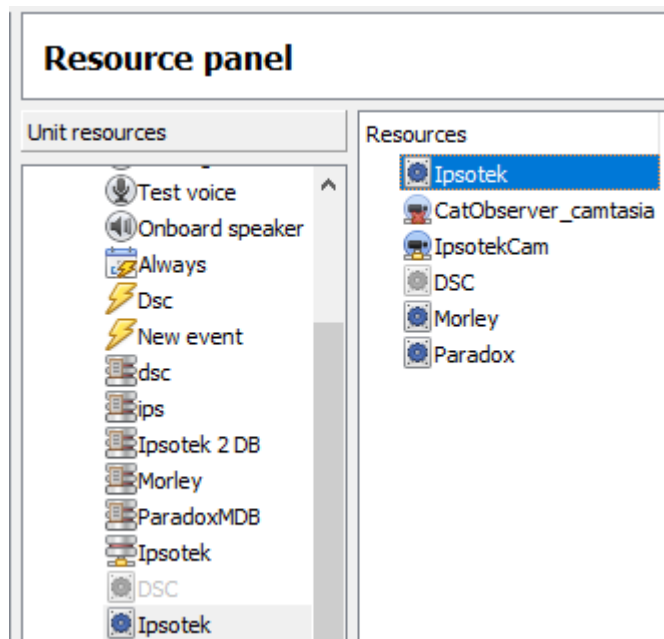 Resource panel
Unit resources
Test voice
Onboard speaker
Always
Dsc
New event
dsc
ips
Ipsotek 2 DB
Morley
ParadoxMDB
Ipsotek
DSC
Ipsotek
Resources
Ipsotek
CatObserver_camtasia
IpsotekCam
DSC
Morley
Paradox